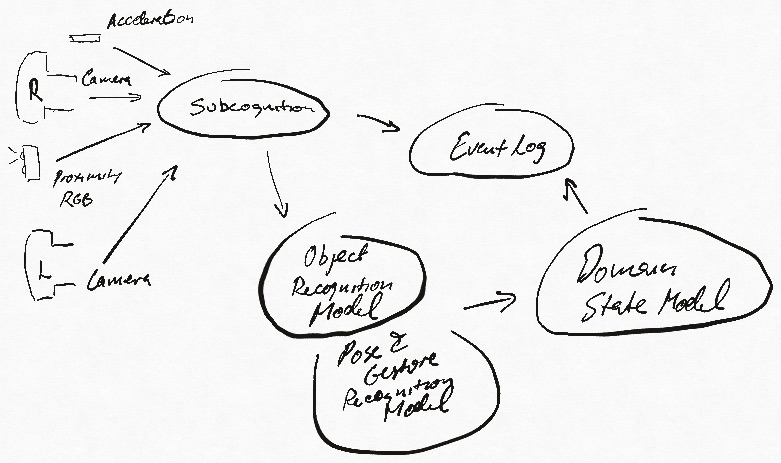 Acceleration
R
Camera
Subcognition
Event Log
Proximity
RGB
L
Camera
Object
Recognition
Model
Pose &
Gesture
Recognition
Model
Domain
State Model